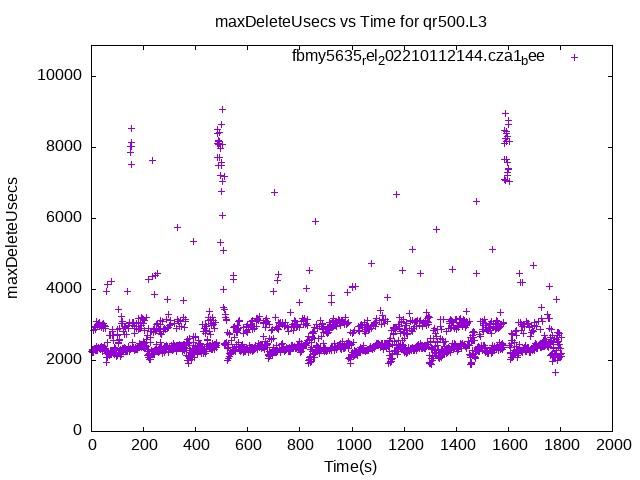 maxDeleteUsecs vs Time for qr500.L3
fbmy5635_rel_202210112144.cza1_bee
10000
8000
6000
4000
2000
0
maxDeleteUsecs
0 200 400 600 800 1000 1200 1400 1600 1800 2000
Time(s)